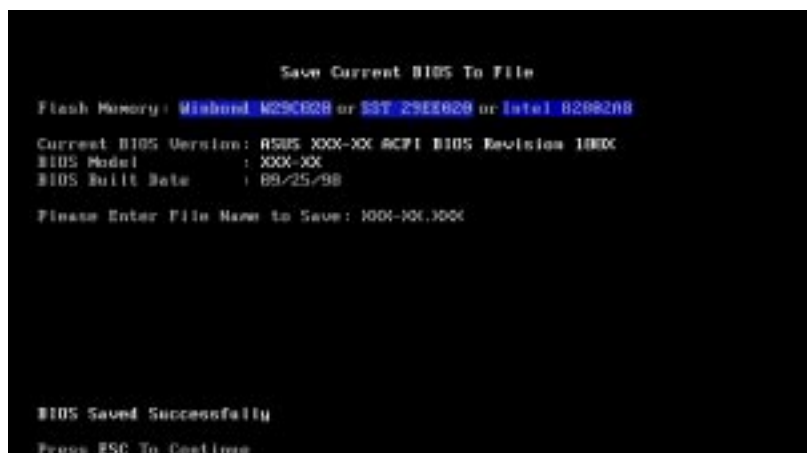 Save Current BIOS To File
Flash Memory: Winbond W29C020 or SST 29EE020 or Intel 82802AB
Current BIOS Version: ASUS XXX-XX ACPI BIOS Revision 100X
BIOS Model : XXX-XX
BIOS Built Date : 09/25/98
Please Enter File Name to Save: XXX-XX.XXX
BIOS Saved Successfully
Press ESC To Continue